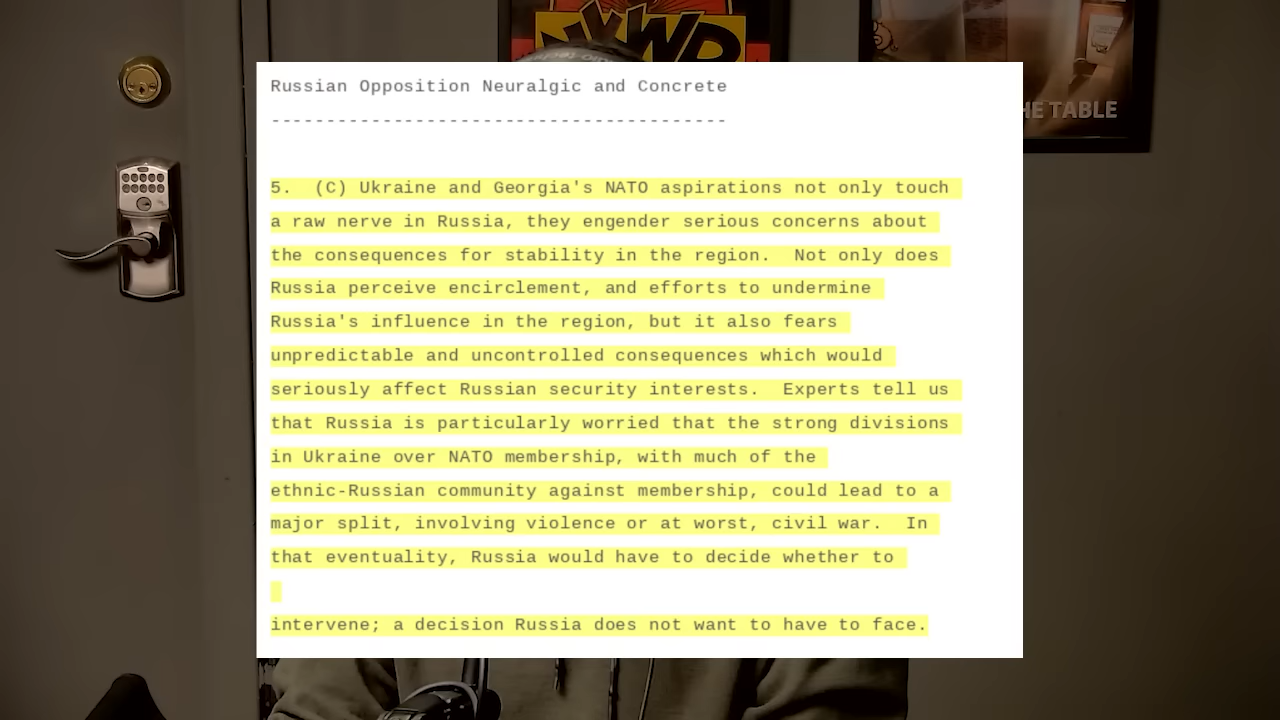 VWD
HE TABLE
Russian Opposition Neuralgic and Concrete
-----------------------------------------
5.  (C) Ukraine and Georgia's NATO aspirations not only touch
a raw nerve in Russia, they engender serious concerns about
the consequences for stability in the region.  Not only does
Russia perceive encirclement, and efforts to undermine
Russia's influence in the region, but it also fears
unpredictable and uncontrolled consequences which would
seriously affect Russian security interests.  Experts tell us
that Russia is particularly worried that the strong divisions
in Ukraine over NATO membership, with much of the
ethnic-Russian community against membership, could lead to a
major split, involving violence or at worst, civil war.  In
that eventuality, Russia would have to decide whether to
intervene; a decision Russia does not want to have to face.